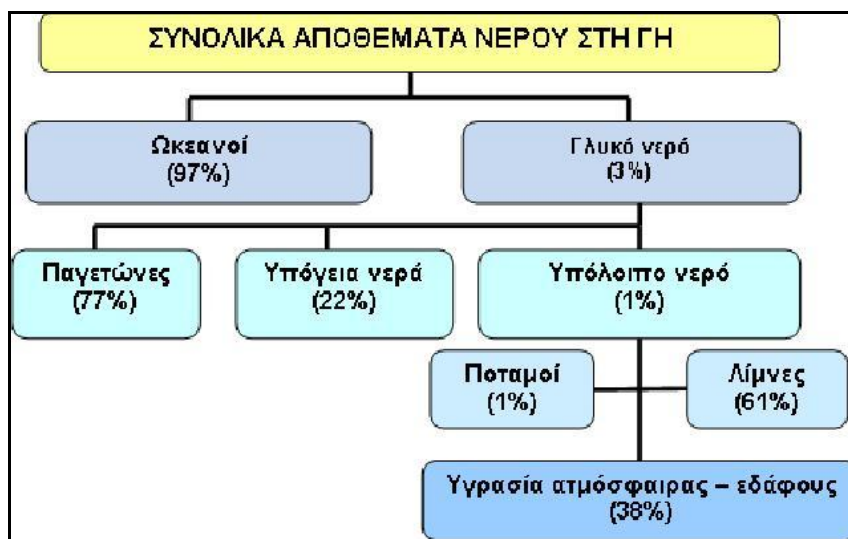 ΣΥΝΟΛΙΚΑ ΑΠΟΘΕΜΑΤΑ ΝΕΡΟΥ ΣΤΗ ΓΗ
Ωκεανοί
(97%)
Γλυκό νερό
(3%)
Παγετώνες
(77%)
Υπόγεια νερά
(22%)
Υπόλοιπο νερό
(1%)
Ποταμοί
(1%)
Λίμνες
(61%)
Υγρασία ατμόσφαιρας – εδάφους
(38%)